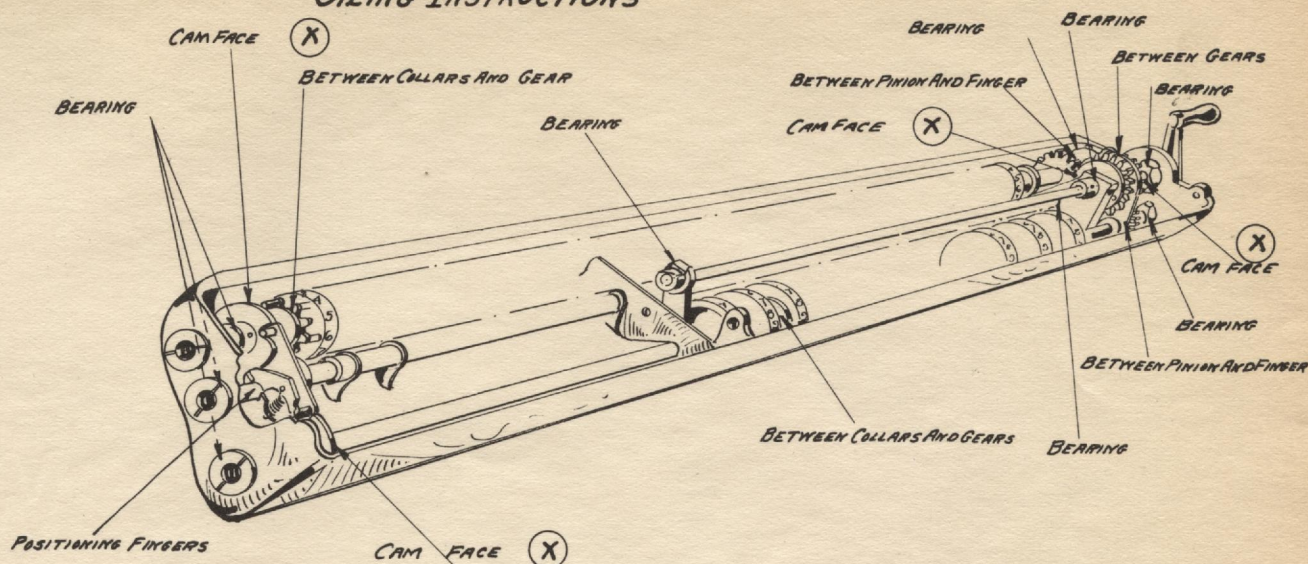 OILING INSTRUCTIONS
CAM FACE X
BETWEEN COLLARS AND GEAR
BEARING
BEARING
BEARING
BEARING
BETWEEN GEARS
BETWEEN PINION AND FINGER
BEARING
CAM FACE X
X
CAM FACE
BEARING
BETWEEN PINION AND FINGER
BETWEEN COLLARS AND GEARS
BEARING
POSITIONING FINGERS
CAM FACE X